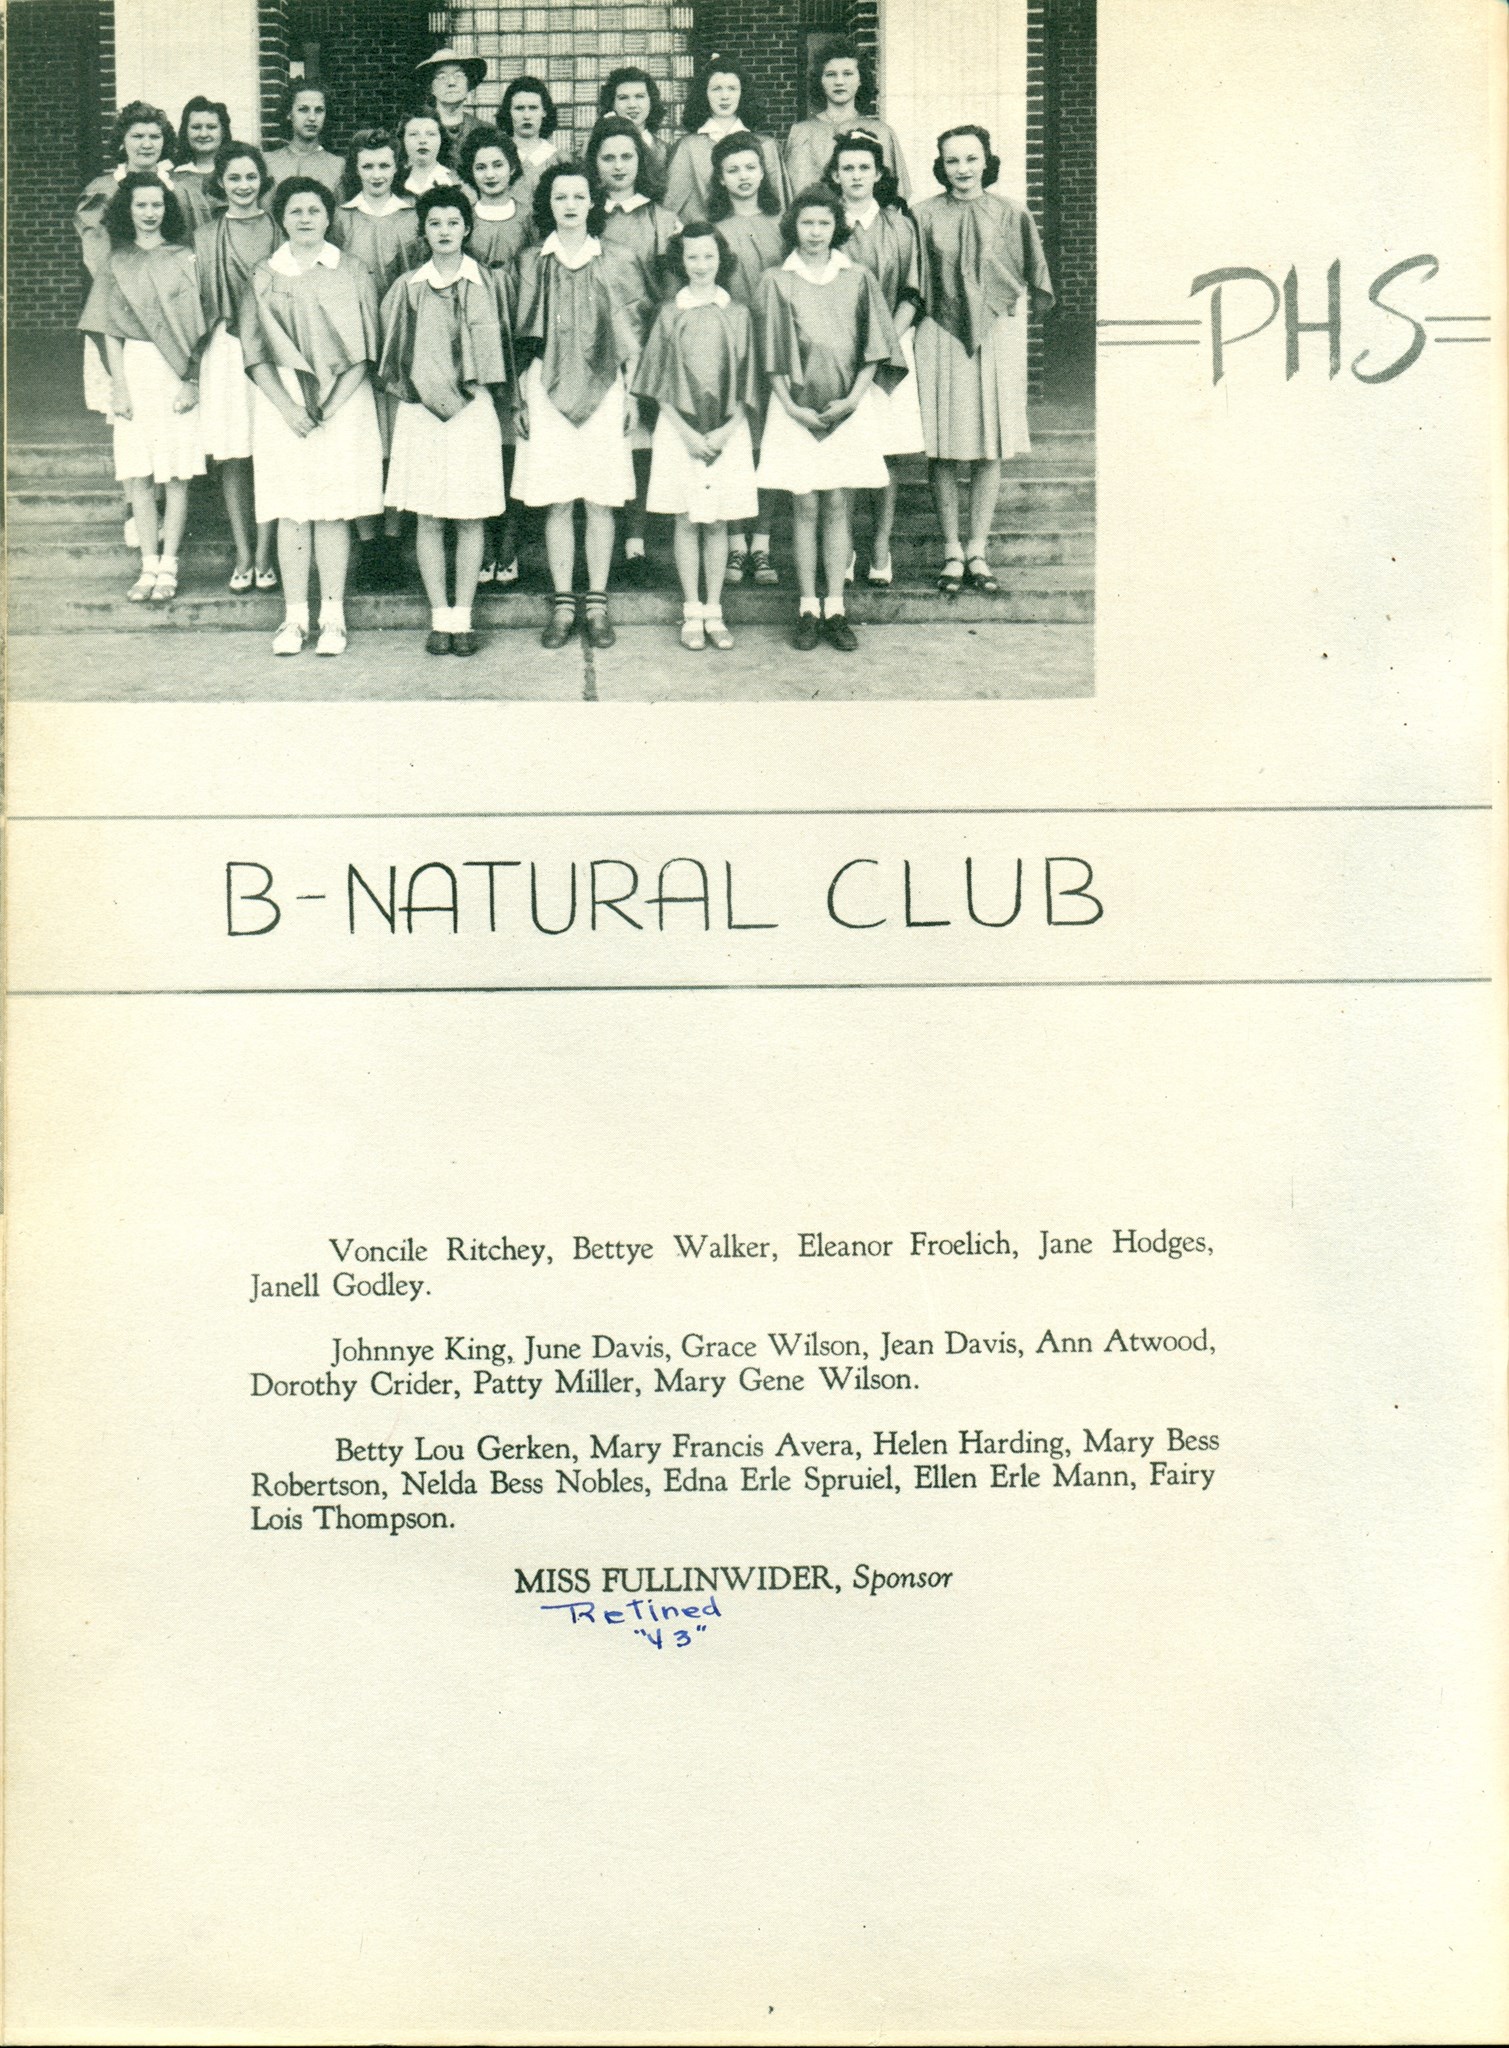 PHS
B-NATURAL CLUB
Voncile Ritchey, Bettye Walker, Eleanor Froelich, Jane Hodges,
Janell Godley.
Johnnye King, June Davis, Grace Wilson, Jean Davis, Ann Atwood,
Dorothy Crider, Patty Miller, Mary Gene Wilson.
Betty Lou Gerken, Mary Francis Avera, Helen Harding, Mary Bess
Robertson, Nelda Bess Nobles, Edna Erle Spruiel, Ellen Erle Mann, Fairy
Lois Thompson.
MISS FULLINWIDER, Sponsor
Retired
"43"